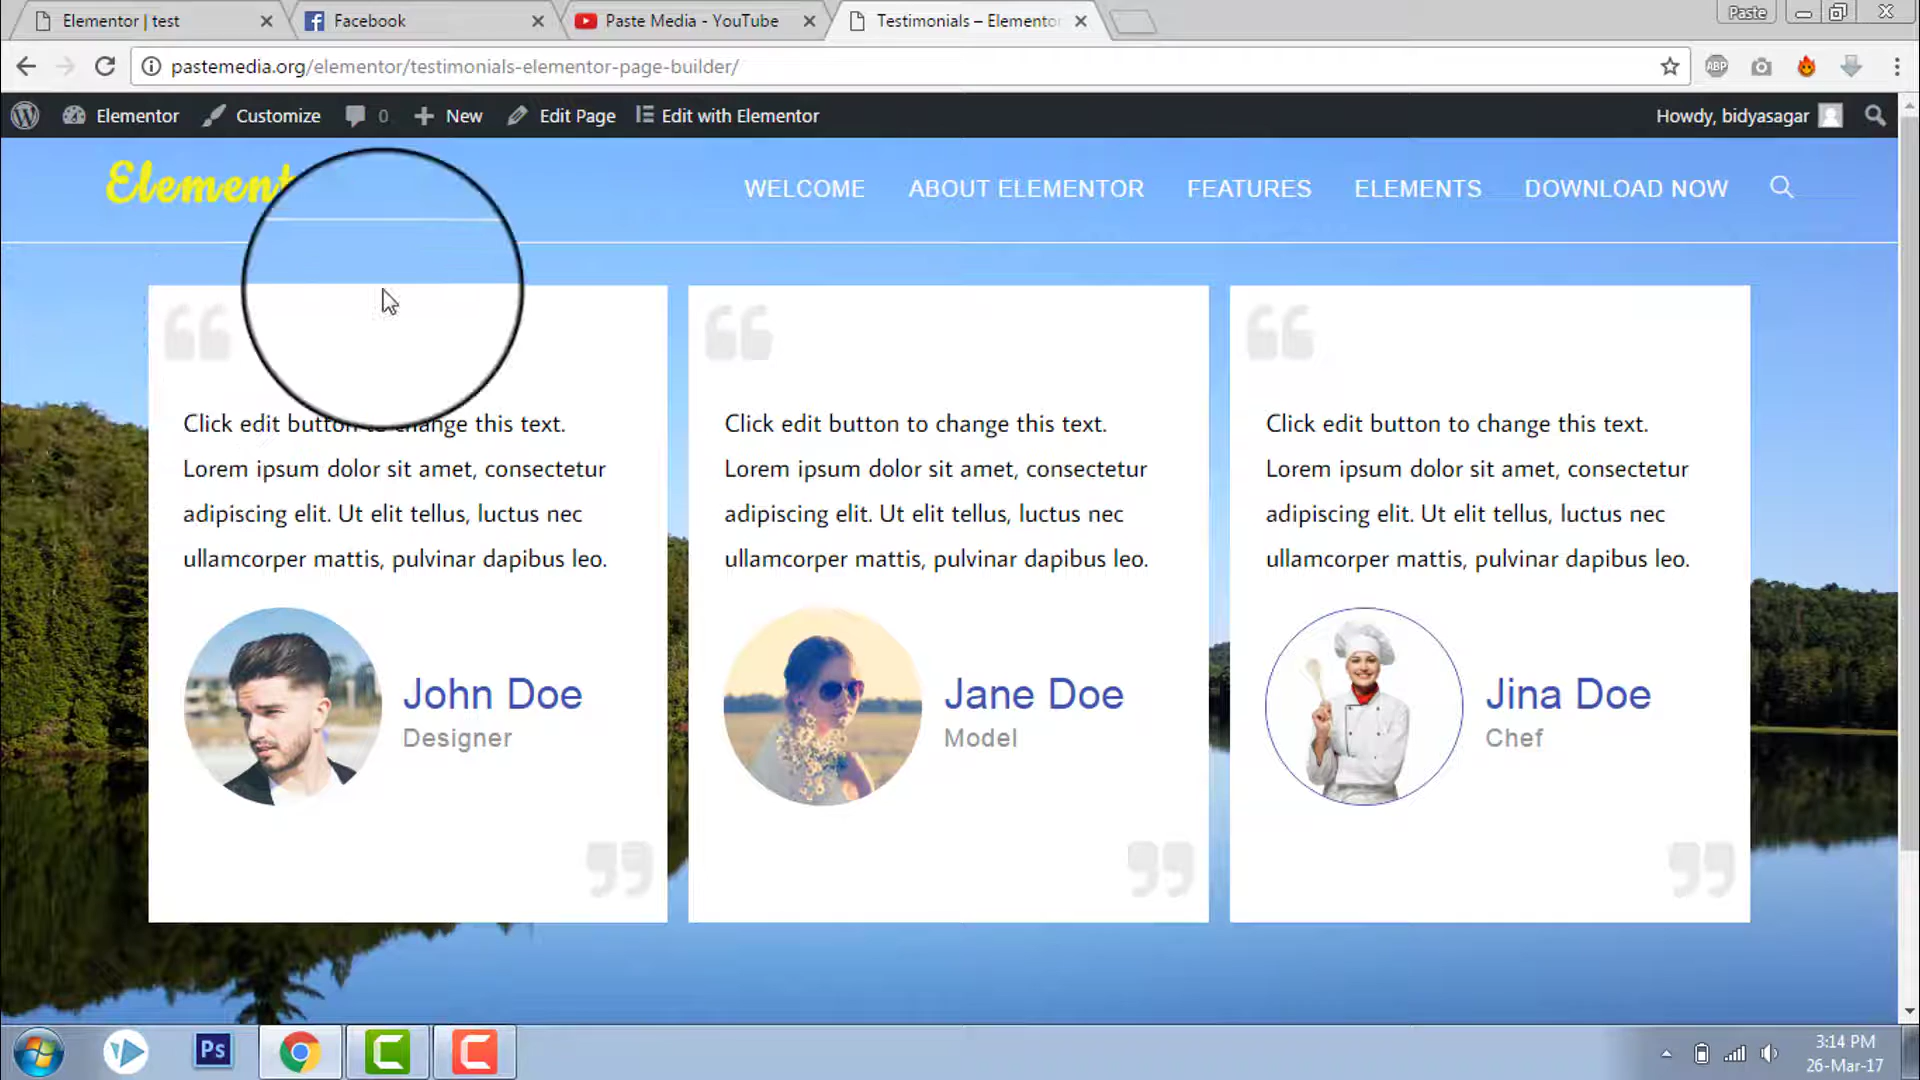 Elementor | test
Facebook
Paste Media - YouTube
Testimonials – Elementor
Paste
pastemedia.org/elementor/testimonials-elementor-page-builder/
ABP
Elementor
Customize
0
New
Edit Page
Edit with Elementor
Howdy, bidyasagar
Element
WELCOME
ABOUT ELEMENTOR
FEATURES
ELEMENTS
DOWNLOAD NOW
Click edit button to change this text.
Lorem ipsum dolor sit amet, consectetur
adipiscing elit. Ut elit tellus, luctus nec
ullamcorper mattis, pulvinar dapibus leo.
John Doe
Designer
Click edit button to change this text.
Lorem ipsum dolor sit amet, consectetur
adipiscing elit. Ut elit tellus, luctus nec
ullamcorper mattis, pulvinar dapibus leo.
Jane Doe
Model
Click edit button to change this text.
Lorem ipsum dolor sit amet, consectetur
adipiscing elit. Ut elit tellus, luctus nec
ullamcorper mattis, pulvinar dapibus leo.
Jina Doe
Chef
Ps
3:14 PM
26-Mar-17